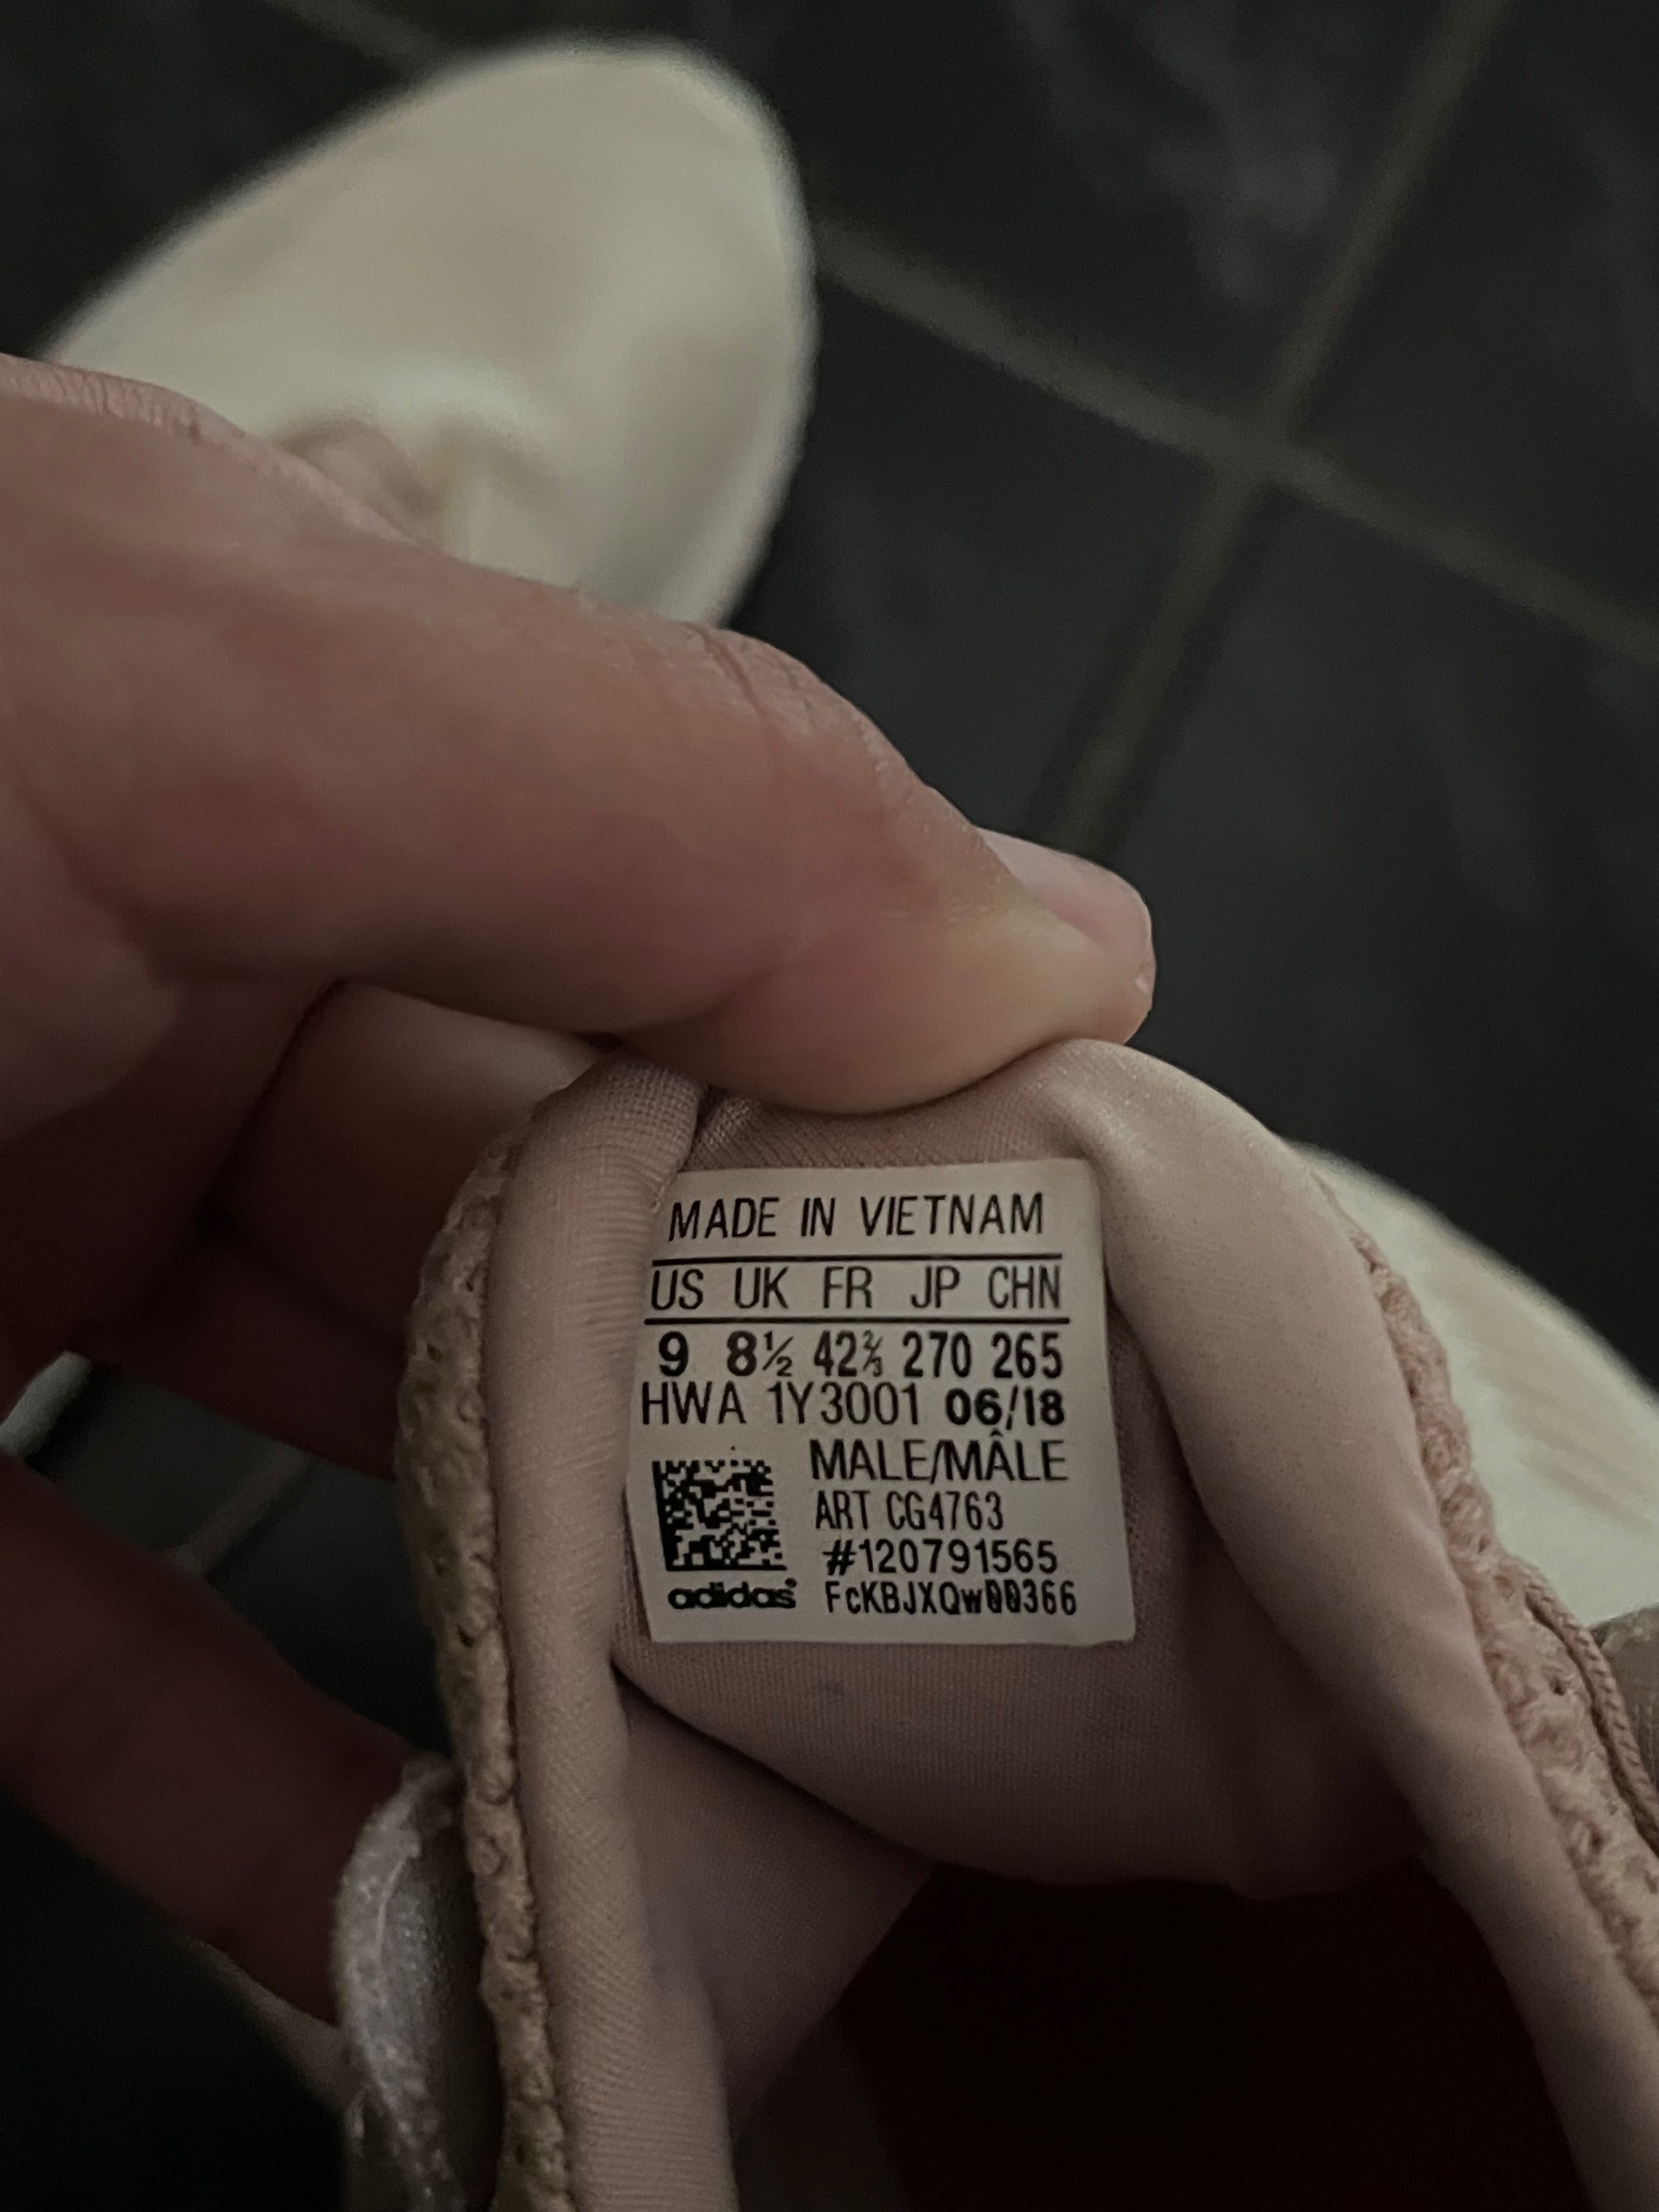 MADE IN VIETNAM
US UK FR JP CHN
9 8½ 42⅔ 270 265
HWA 1Y3001 06/18
MALE/MÂLE
ART CG4763
#120791565
adidas® FcKBJXQw00366